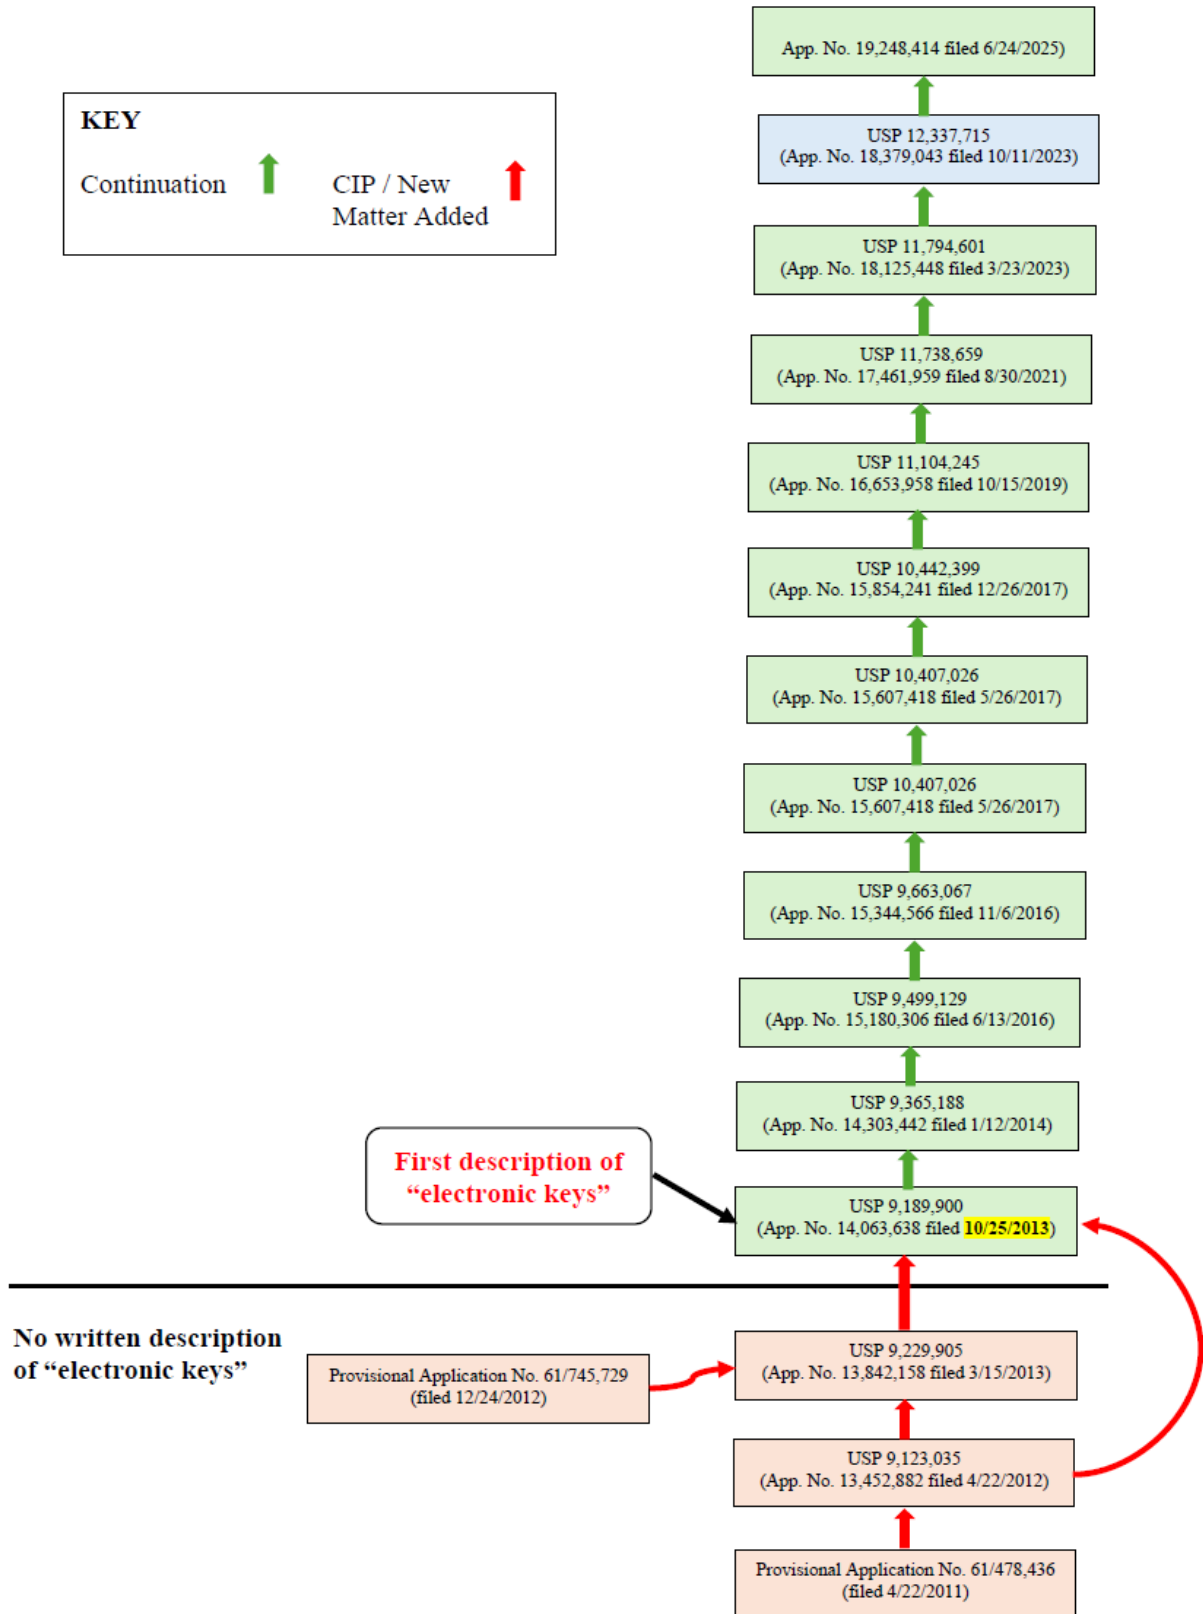 App. No. 19,248,414 filed 6/24/2025)
KEY
Continuation
CIP / New
Matter Added
USP 12,337,715
(App. No. 18,379,043 filed 10/11/2023)
USP 11,794,601
(App. No. 18,125,448 filed 3/23/2023)
USP 11,738,659
(App. No. 17,461,959 filed 8/30/2021)
USP 11,104,245
(App. No. 16,653,958 filed 10/15/2019)
USP 10,442,399
(App. No. 15,854,241 filed 12/26/2017)
USP 10,407,026
(App. No. 15,607,418 filed 5/26/2017)
USP 10,407,026
(App. No. 15,607,418 filed 5/26/2017)
USP 9,663,067
(App. No. 15,344,566 filed 11/6/2016)
USP 9,499,129
(App. No. 15,180,306 filed 6/13/2016)
USP 9,365,188
(App. No. 14,303,442 filed 1/12/2014)
First description of
“electronic keys”
USP 9,189,900
(App. No. 14,063,638 filed 10/25/2013)
No written description
of “electronic keys”
Provisional Application No. 61/745,729
(filed 12/24/2012)
USP 9,229,905
(App. No. 13,842,158 filed 3/15/2013)
USP 9,123,035
(App. No. 13,452,882 filed 4/22/2012)
Provisional Application No. 61/478,436
(filed 4/22/2011)